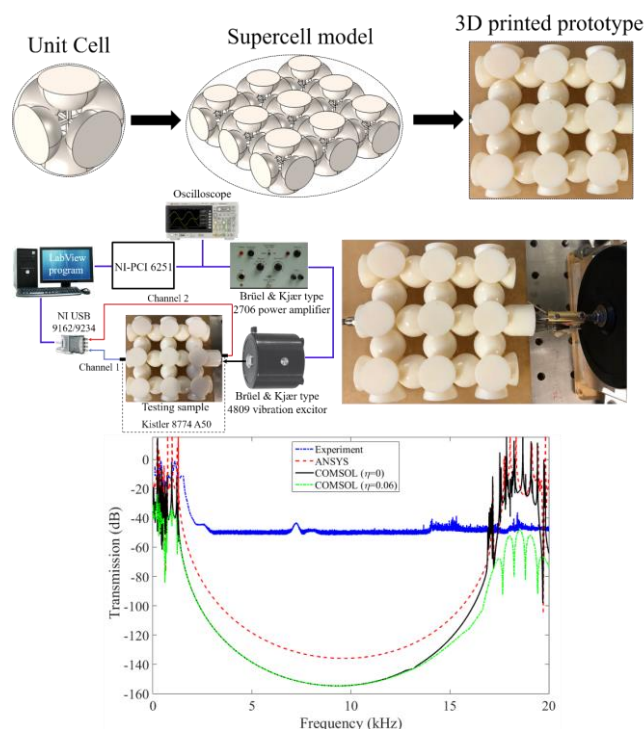 Unit Cell
Supercell model
3D printed prototype
Oscilloscope
LabView
program
NI-PCI 6251
Brüel & Kjær type
2706 power amplifier
Channel 2
NI USB
9162/9234
Channel 1
Testing sample
Kistler 8774 A50
Brüel & Kjær type
4809 vibration excitor
Experiment
ANSYS
COMSOL (η=0)
COMSOL (η=0.06)
Transmission (dB)
0
-20
-40
-60
-80
-100
-120
-140
-160
0
5
10
15
20
Frequency (kHz)